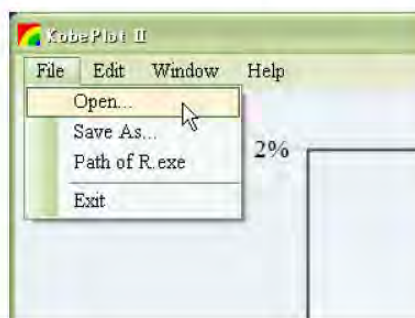 KobePlot II
File Edit Window Help
Open...
Save As...
Path of R.exe
Exit
2%